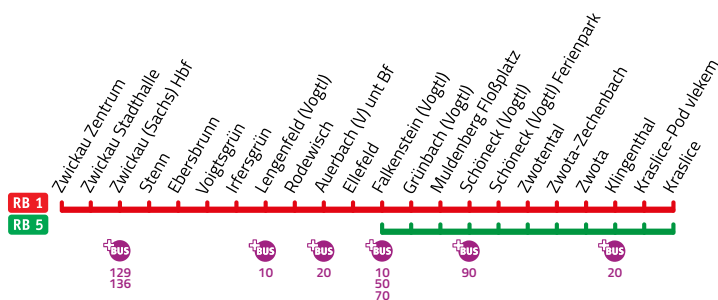 Zwickau Zentrum
Zwickau Stadthalle
Zwickau (Sachs) Hbf
Stenn
Ebersbrunn
Voigtsgrün
Irfersgrün
Lengenfeld (Vogtl)
Rodewisch
Auerbach (V) unt Bf
Ellefeld
Falkenstein (Vogtl)
Grünbach (Vogtl)
Muldenberg Floßplatz
Schöneck (Vogtl)
Schöneck (Vogtl) Ferienpark
Zwotental
Zwota-Zechenbach
Zwota
Klingenthal
Kraslice-Pod vlekem
Kraslice
RB 1
RB 5
+BUS +BUS +BUS +BUS +BUS +BUS
129 10 20 10 90 20
136 50
70